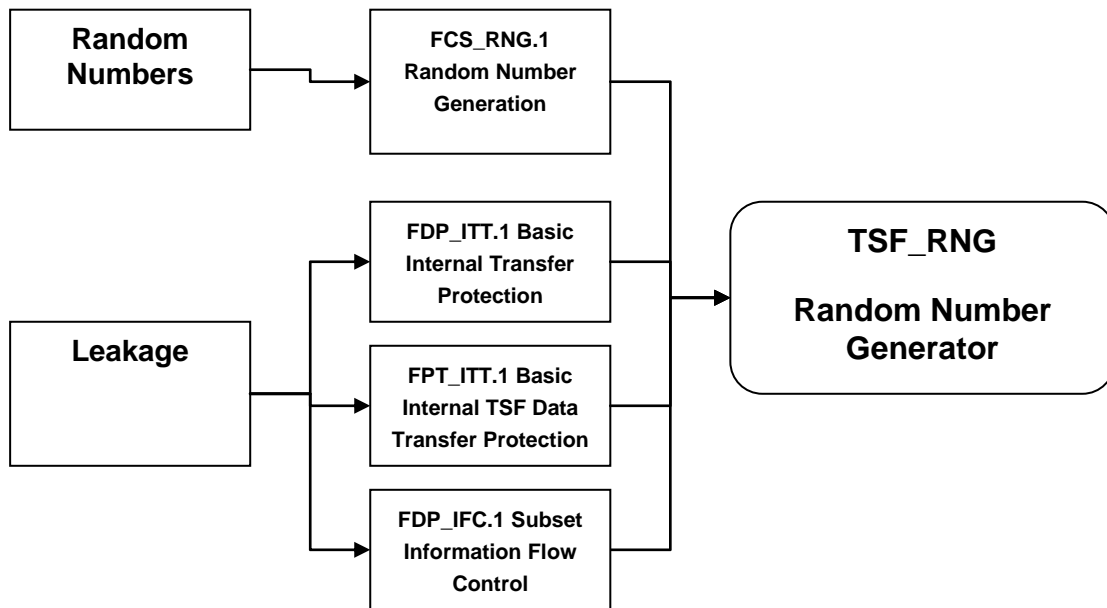 Random
Numbers
FCS_RNG.1
Random Number
Generation
FDP_ITT.1 Basic
Internal Transfer
Protection
TSF_RNG
Random Number
Generator
Leakage
FPT_ITT.1 Basic
Internal TSF Data
Transfer Protection
FDP_IFC.1 Subset
Information Flow
Control